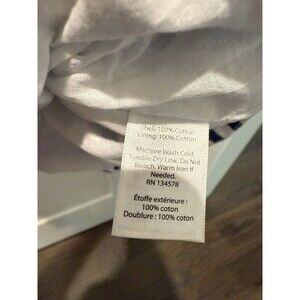 Shell: 100% Cotton
Lining: 100% Cotton
Machine Wash Cold.
Tumble Dry Low. Do Not
Bleach. Warm Iron If
Needed.
RN 134578
Étoffe extérieure :
100% coton
Doublure : 100% coton